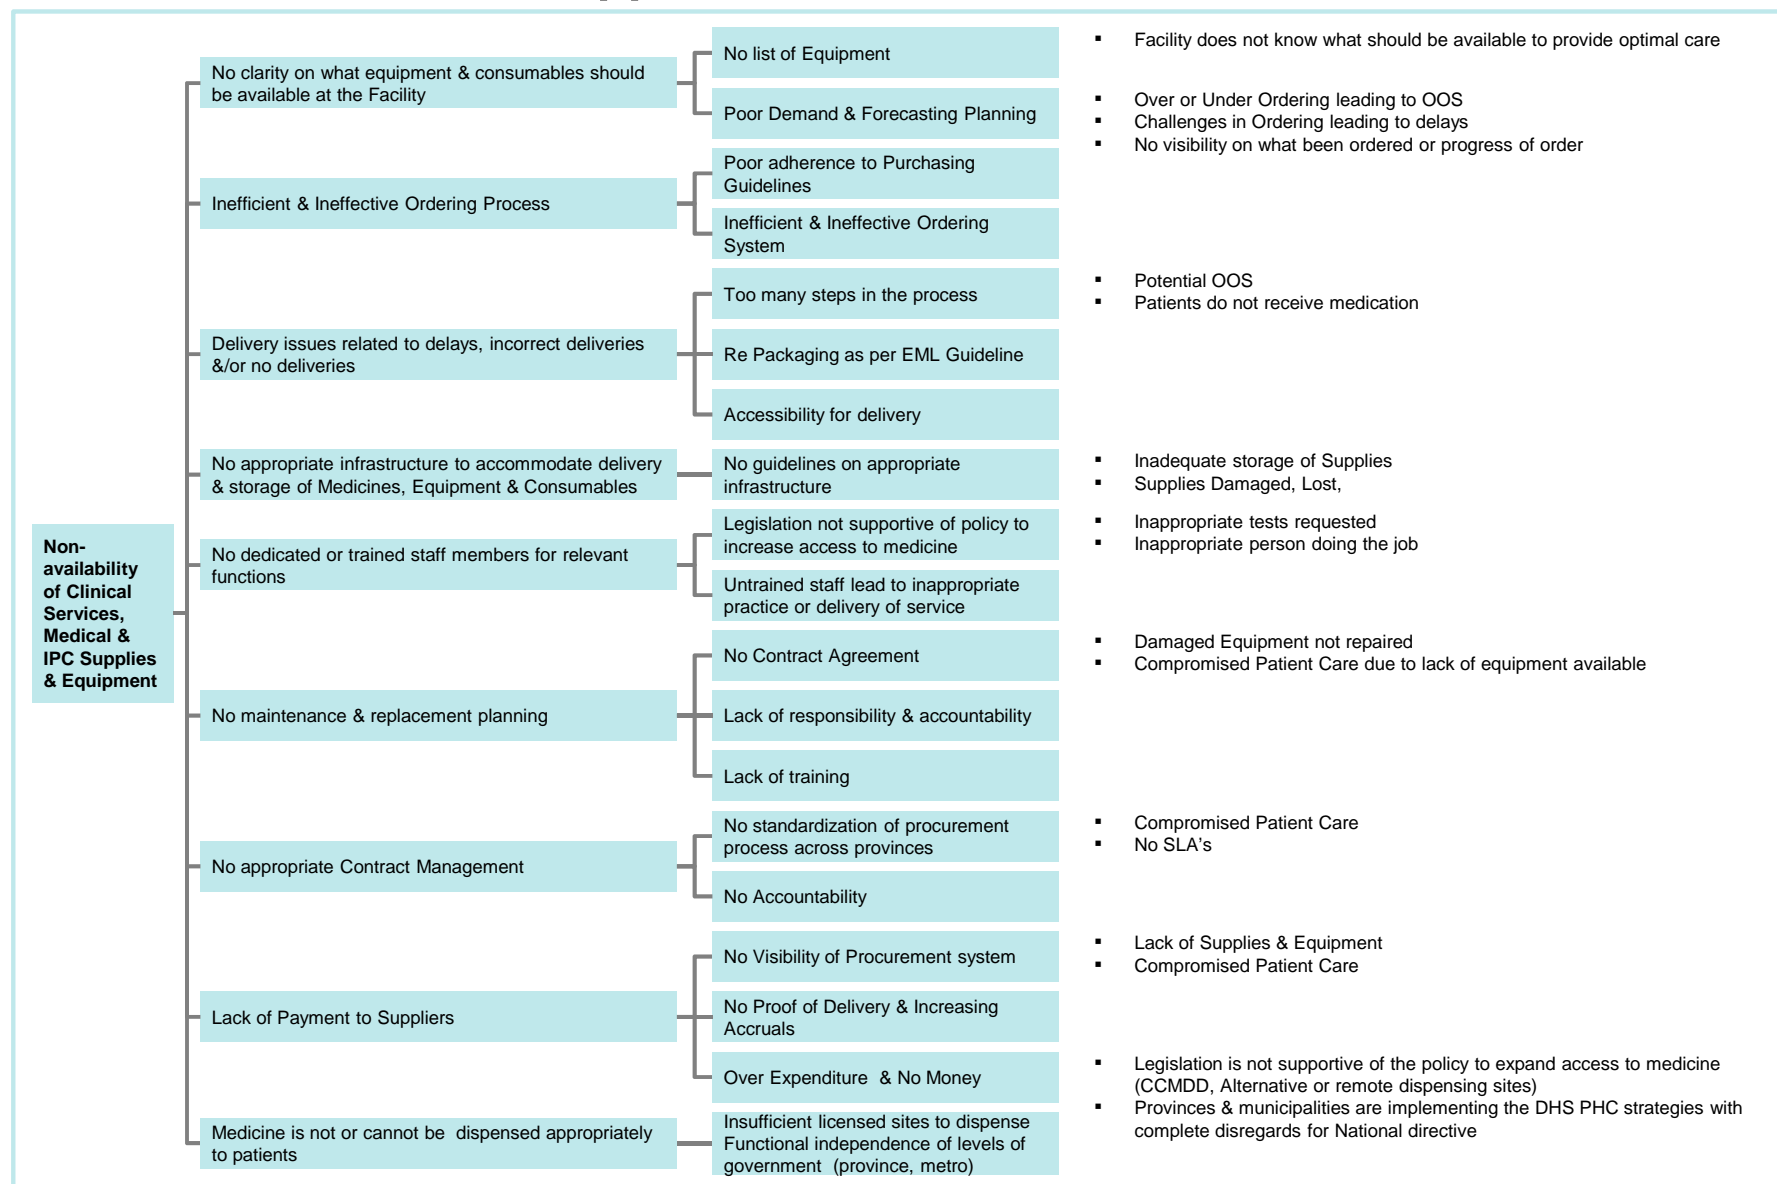 Non-
availability
of Clinical
Services,
Medical &
IPC Supplies
& Equipment
No clarity on what equipment & consumables should
be available at the Facility
No list of Equipment
Poor Demand & Forecasting Planning
▪ Facility does not know what should be available to provide optimal care
▪ Over or Under Ordering leading to OOS
▪ Challenges in Ordering leading to delays
▪ No visibility on what been ordered or progress of order
Inefficient & Ineffective Ordering Process
Poor adherence to Purchasing
Guidelines
Inefficient & Ineffective Ordering
System
Delivery issues related to delays, incorrect deliveries
&/or no deliveries
Too many steps in the process
Re Packaging as per EML Guideline
Accessibility for delivery
▪ Potential OOS
▪ Patients do not receive medication
No appropriate infrastructure to accommodate delivery
& storage of Medicines, Equipment & Consumables
No guidelines on appropriate
infrastructure
▪ Inadequate storage of Supplies
▪ Supplies Damaged, Lost,
No dedicated or trained staff members for relevant
functions
Legislation not supportive of policy to
increase access to medicine
Untrained staff lead to inappropriate
practice or delivery of service
▪ Inappropriate tests requested
▪ Inappropriate person doing the job
No maintenance & replacement planning
No Contract Agreement
Lack of responsibility & accountability
Lack of training
▪ Damaged Equipment not repaired
▪ Compromised Patient Care due to lack of equipment available
No appropriate Contract Management
No standardization of procurement
process across provinces
No Accountability
▪ Compromised Patient Care
▪ No SLA's
Lack of Payment to Suppliers
No Visibility of Procurement system
No Proof of Delivery & Increasing
Accruals
Over Expenditure & No Money
▪ Lack of Supplies & Equipment
▪ Compromised Patient Care
Medicine is not or cannot be dispensed appropriately
to patients
Insufficient licensed sites to dispense
Functional independence of levels of
government (province, metro)
▪ Legislation is not supportive of the policy to expand access to medicine
(CCMDD, Alternative or remote dispensing sites)
▪ Provinces & municipalities are implementing the DHS PHC strategies with
complete disregards for National directive